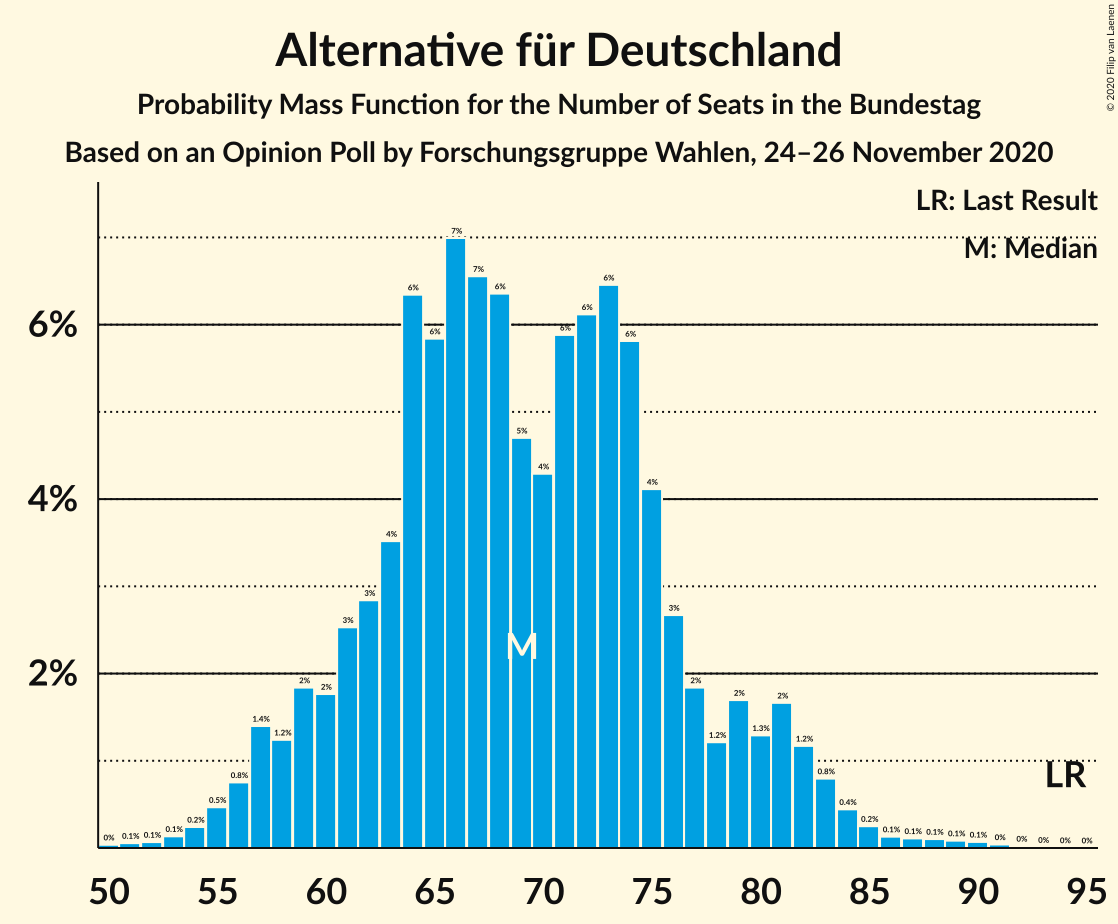 Alternative für Deutschland
Probability Mass Function for the Number of Seats in the Bundestag
Based on an Opinion Poll by Forschungsgruppe Wahlen, 24–26 November 2020
© 2020 Filip van Laenen
LR: Last Result
M: Median
6%
4%
2%
0% 0.1% 0.1% 0.1% 0.2% 0.5% 0.8% 1.4% 1.2% 2% 2% 3% 3% 4% 6% 6% 7% 7% 6% 5% 4% 6% 6% 6% 6% 4% 3% 2% 1.2% 2% 1.3% 2% 1.2% 0.8% 0.4% 0.2% 0.1% 0.1% 0.1% 0.1% 0.1% 0% 0% 0% 0% 0%
M
LR
50 55 60 65 70 75 80 85 90 95